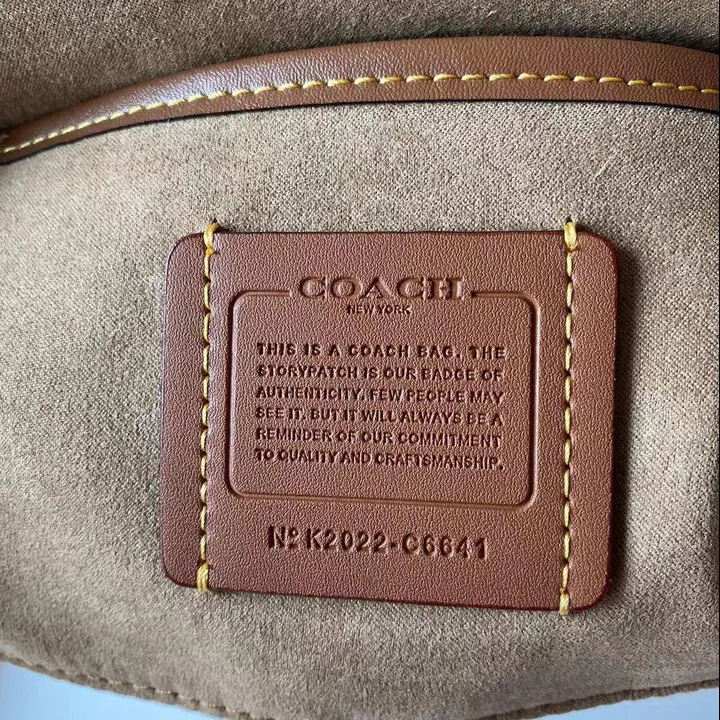 COACH
NEW YORK
THIS IS A COACH BAG. THE
STORYPATCH IS OUR BADGE OF
AUTHENTICITY. FEW PEOPLE MAY
SEE IT. BUT IT WILL ALWAYS BE A
REMINDER OF OUR COMMITMENT
TO QUALITY AND CRAFTSMANSHIP.
Nº K2022-C6641